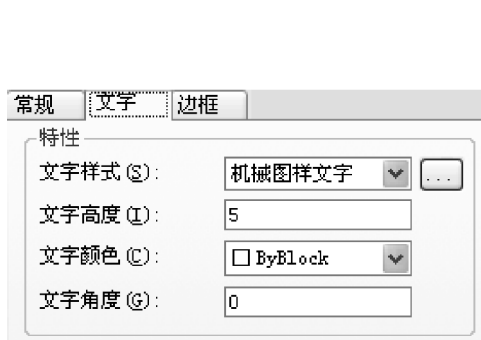 常规 文字 边框
特性
文字样式(S): 机械图样文字 ...
文字高度(I): 5
文字颜色(C): ByBlock
文字角度(G): 0